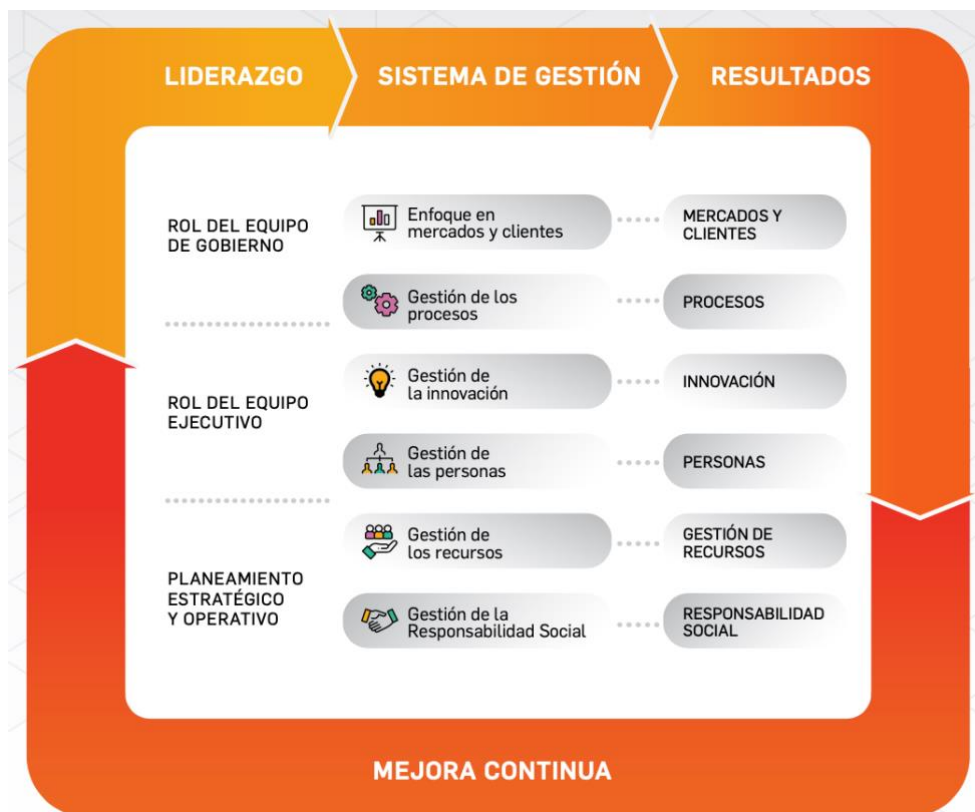 LIDERAZGO
SISTEMA DE GESTIÓN
RESULTADOS
ROL DEL EQUIPO
DE GOBIERNO
ROL DEL EQUIPO
EJECUTIVO
PLANEAMIENTO
ESTRATÉGICO
Y OPERATIVO
Enfoque en
mercados y clientes
Gestión de los
procesos
Gestión de
la innovación
Gestión de
las personas
Gestión de
los recursos
Gestión de la
Responsabilidad Social
MERCADOS Y
CLIENTES
PROCESOS
INNOVACIÓN
PERSONAS
GESTIÓN DE
RECURSOS
RESPONSABILIDAD
SOCIAL
MEJORA CONTINUA